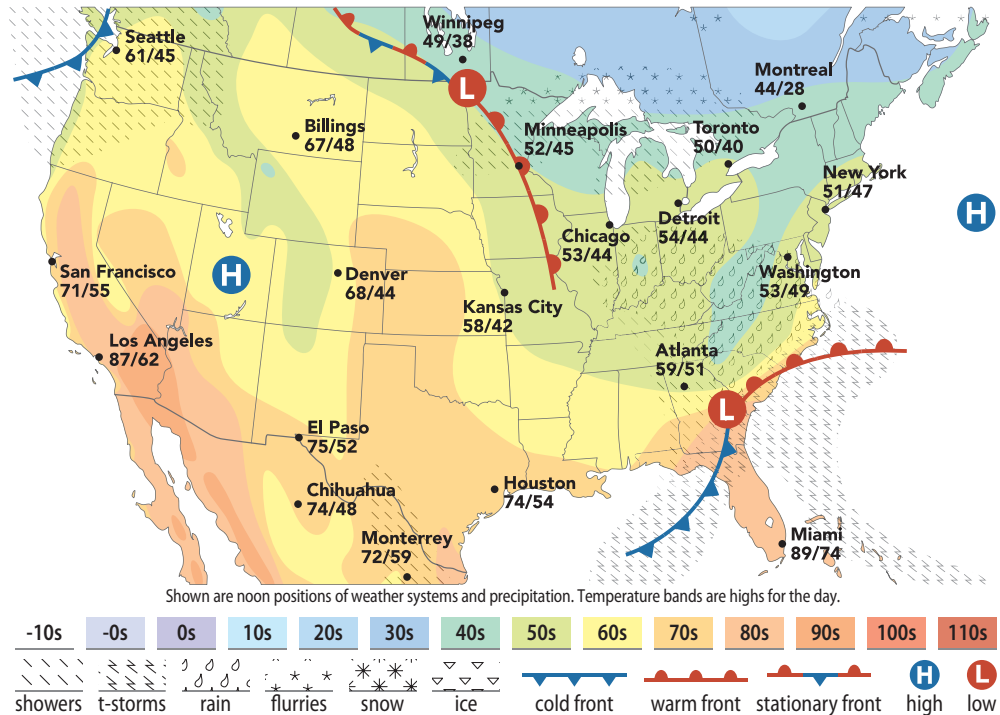 Winnipeg
49/38
Seattle
61/45
L
Montreal
44/28
Billings
67/48
Minneapolis
52/45
Toronto
50/40
New York
51/47
H
Detroit
54/44
Chicago
53/44
Washington
53/49
San Francisco
71/55
H
Denver
68/44
Kansas City
58/42
Los Angeles
87/62
Atlanta
59/51
L
El Paso
75/52
Chihuahua
74/48
Houston
74/54
Monterrey
72/59
Miami
89/74
Shown are noon positions of weather systems and precipitation. Temperature bands are highs for the day.
-10s -0s 0s 10s 20s 30s 40s 50s 60s 70s 80s 90s 100s 110s
H L
showers t-storms rain flurries snow ice cold front warm front stationary front high low